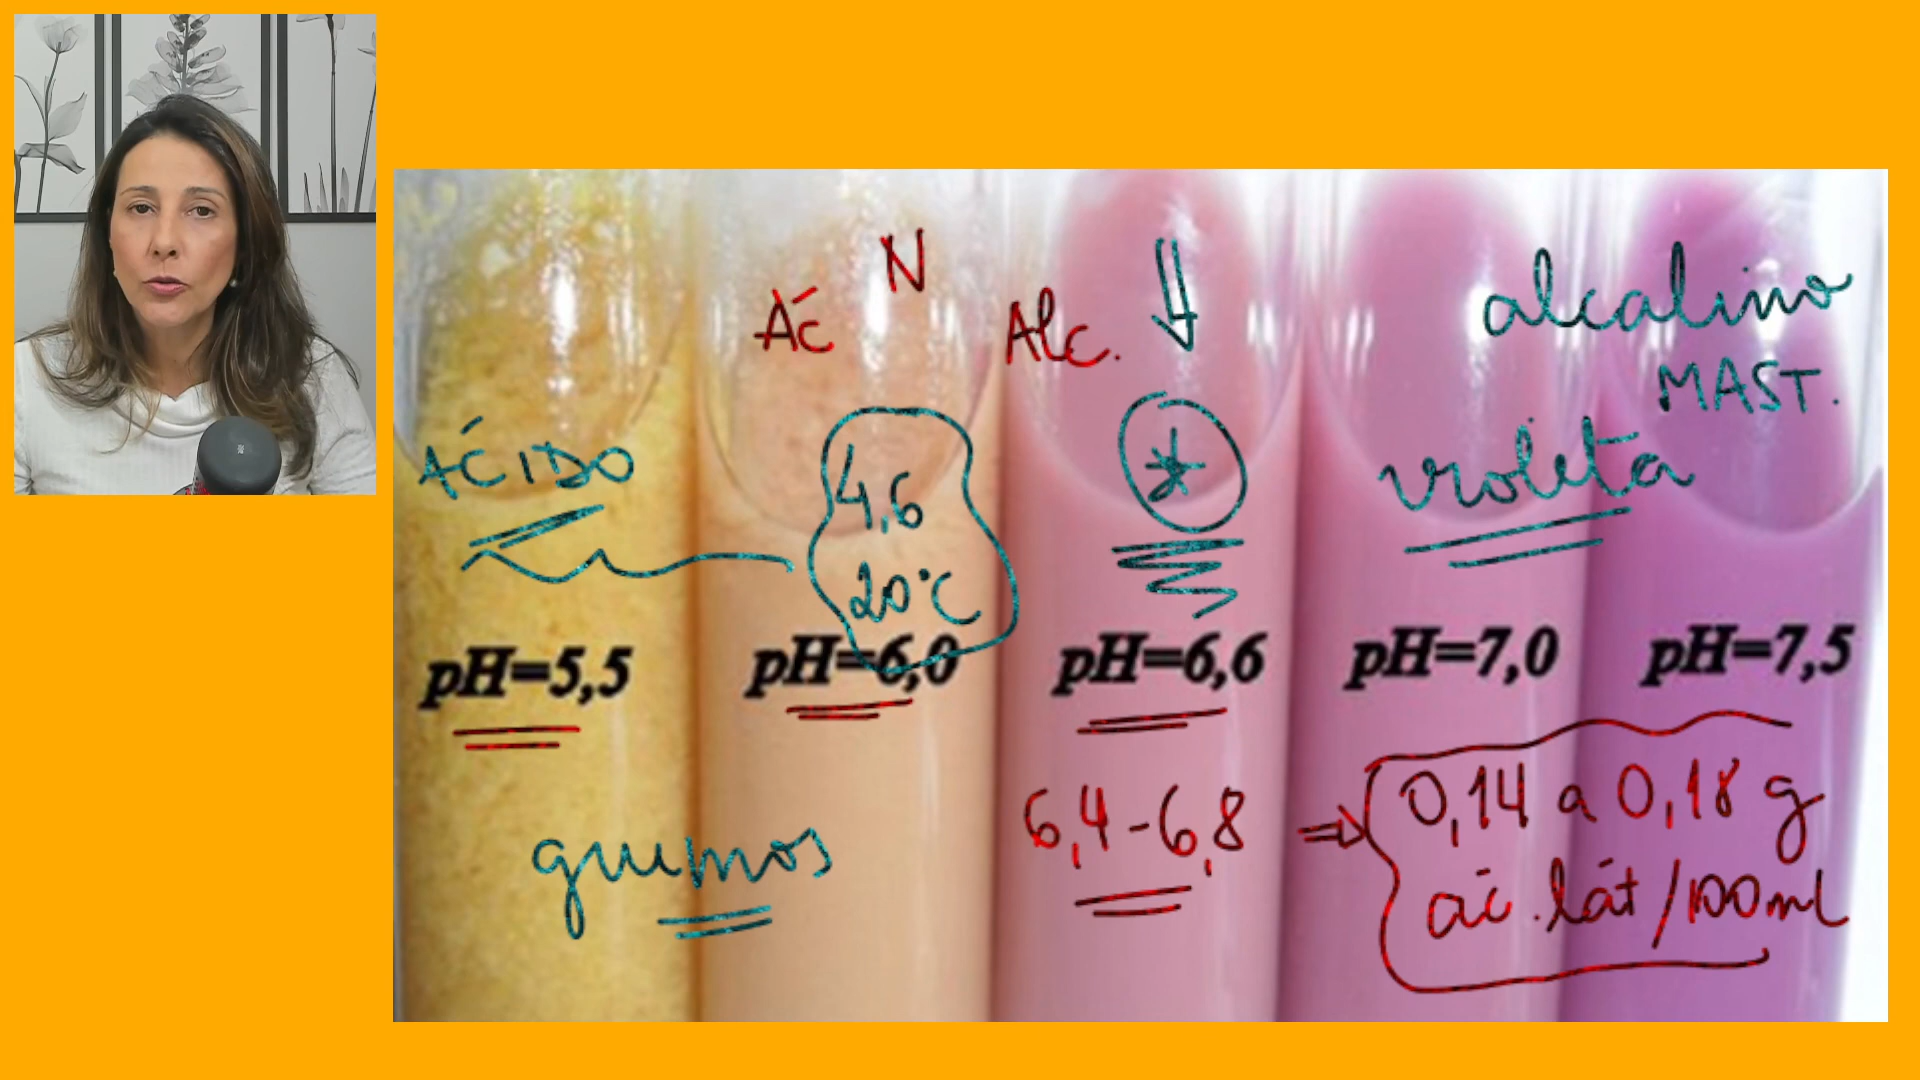 N
Ác
Alc.
alcalino
MAST.
ÁCIDO
4,6
20°C
violeta
pH=5,5
pH=6,0
pH=6,6
pH=7,0
pH=7,5
grumos
6,4-6,8
0,14 a 0,18 g
ác. lát/100ml